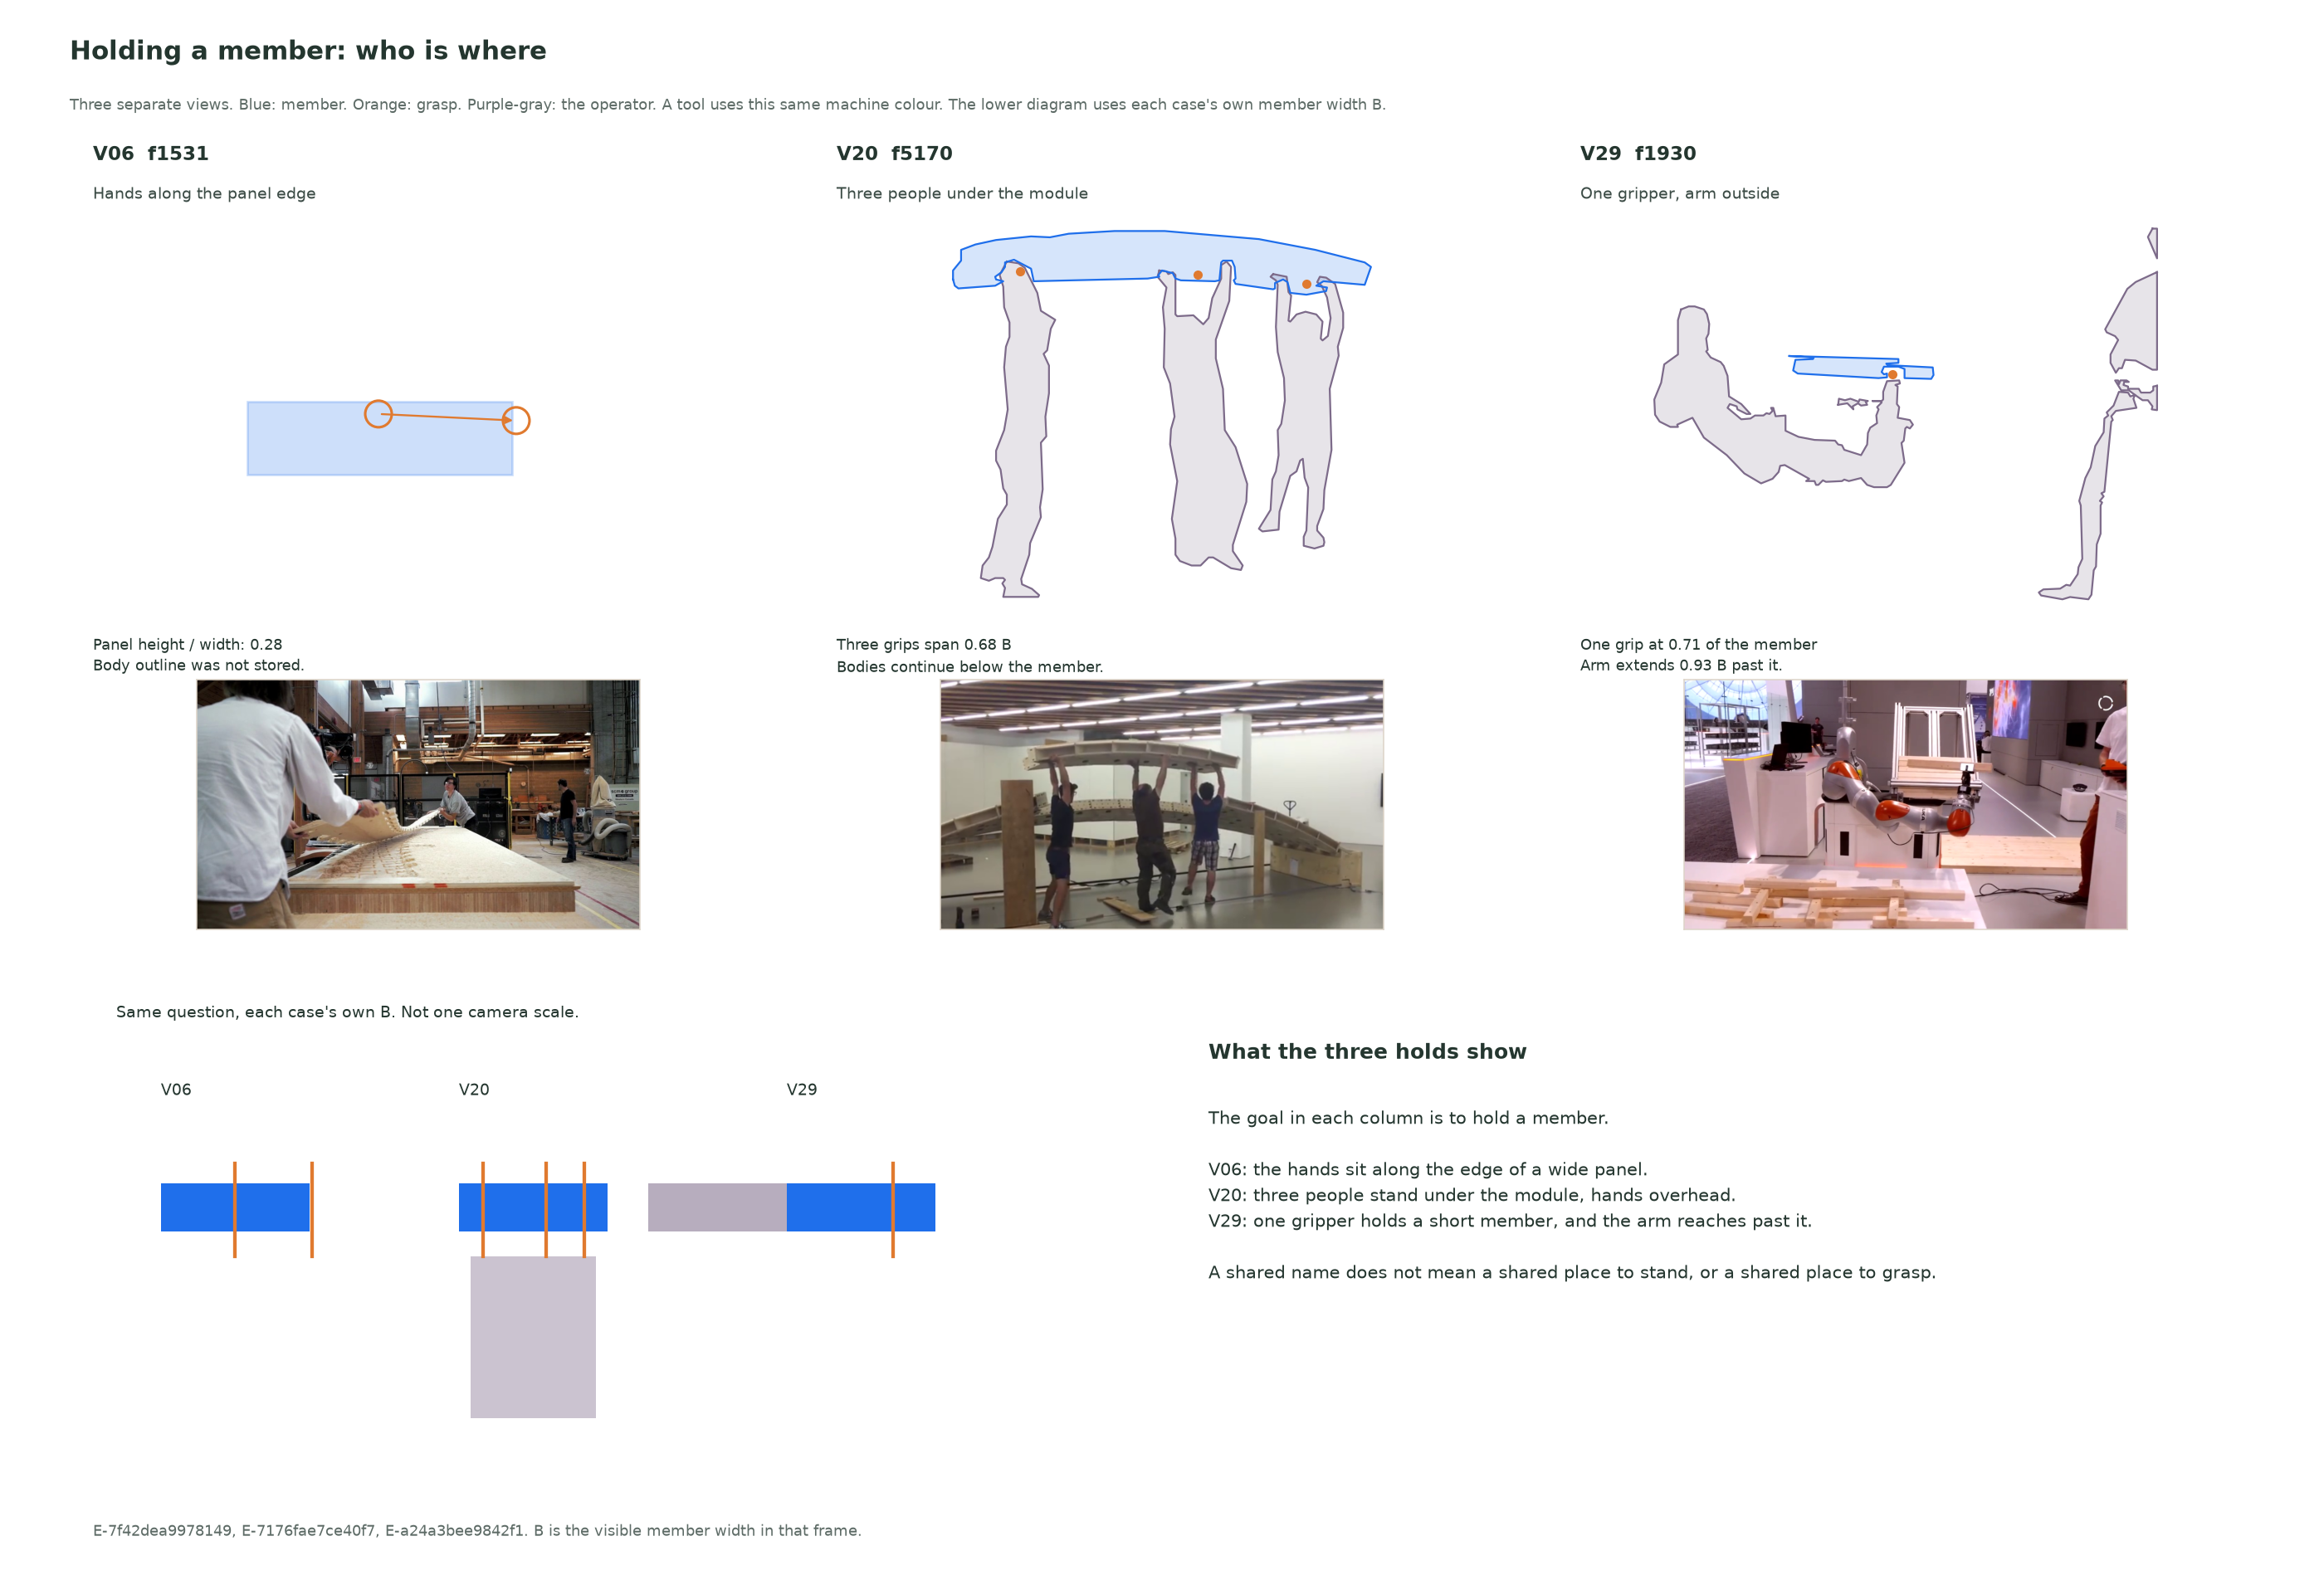 Holding a member: who is where
Three separate views. Blue: member. Orange: grasp. Purple-gray: the operator. A tool uses this same machine colour. The lower diagram uses each case's own member width B.
V06 f1531
Hands along the panel edge
V20 f5170
Three people under the module
V29 f1930
One gripper, arm outside
Panel height / width: 0.28
Body outline was not stored.
Three grips span 0.68 B
Bodies continue below the member.
One grip at 0.71 of the member
Arm extends 0.93 B past it.
Same question, each case's own B. Not one camera scale.
V06
V20
V29
What the three holds show
The goal in each column is to hold a member.
V06: the hands sit along the edge of a wide panel.
V20: three people stand under the module, hands overhead.
V29: one gripper holds a short member, and the arm reaches past it.
A shared name does not mean a shared place to stand, or a shared place to grasp.
E-7f42dea9978149, E-7176fae7ce40f7, E-a24a3bee9842f1. B is the visible member width in that frame.